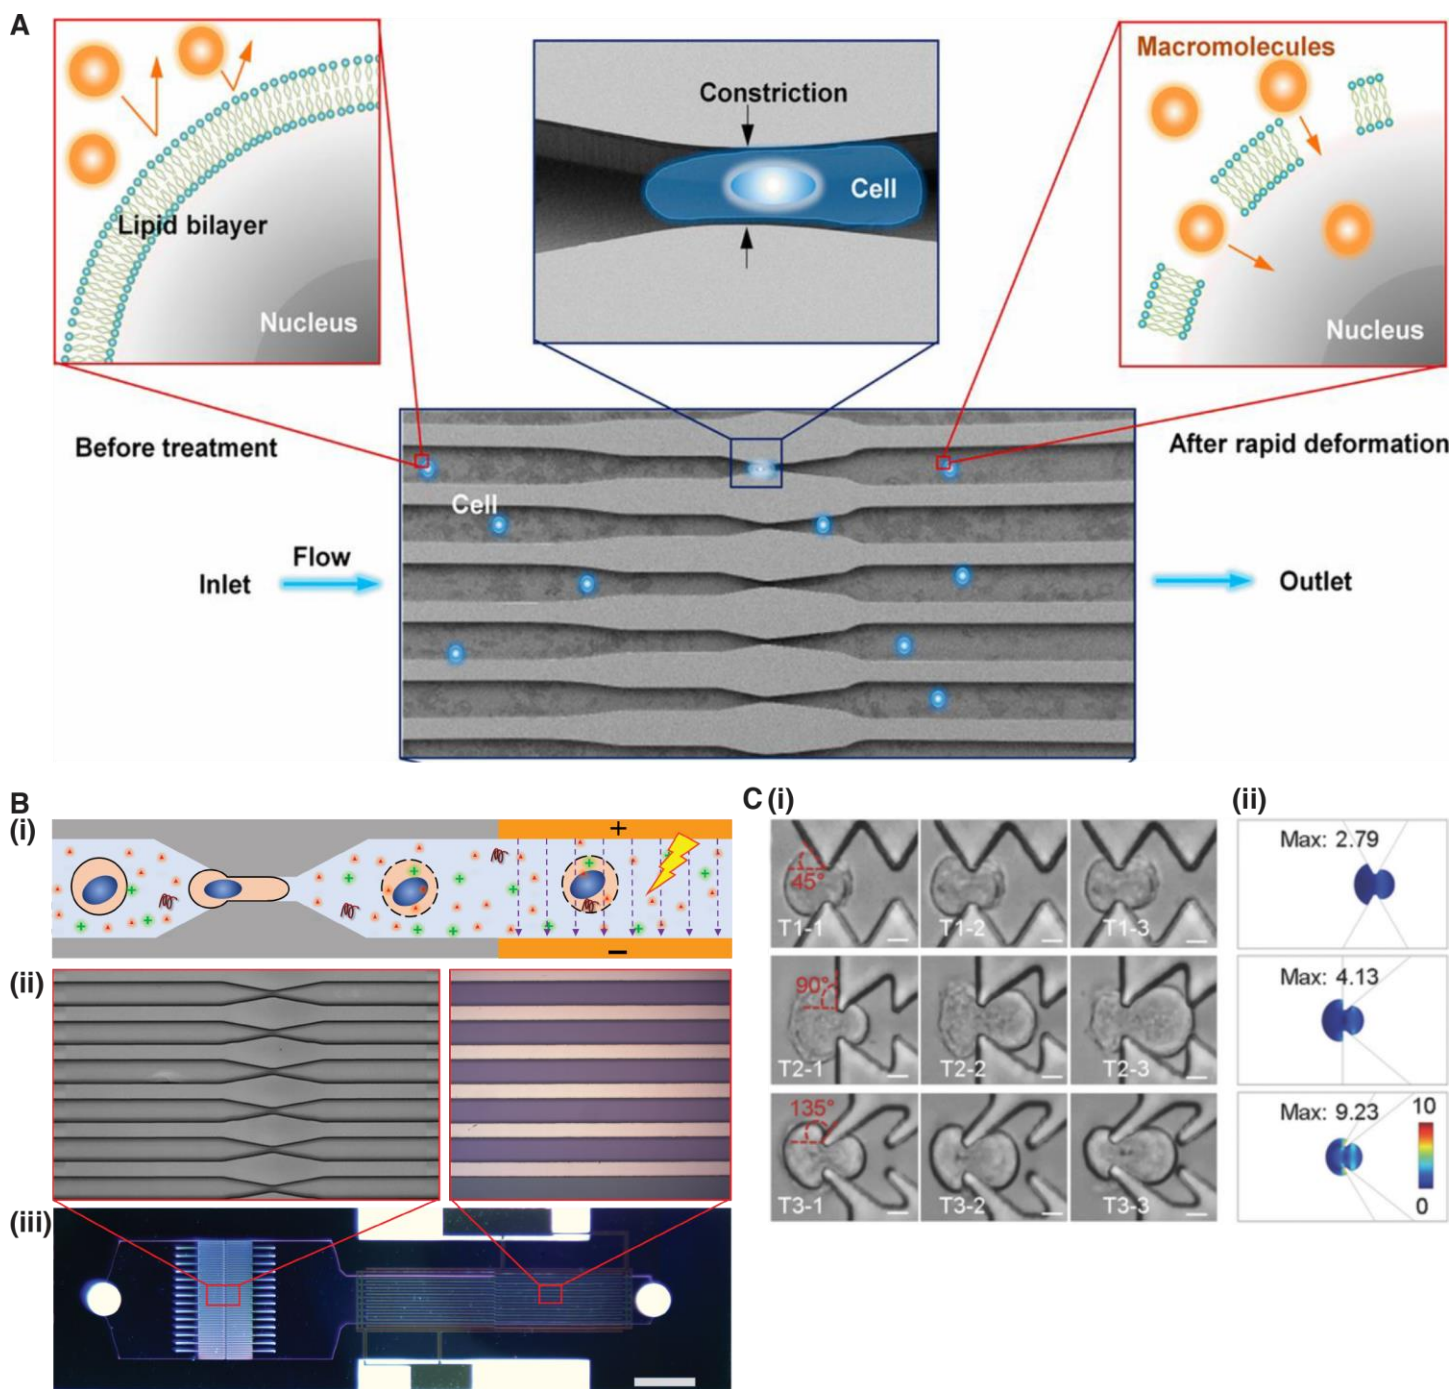 A
Macromolecules
Constriction
Cell
Lipid bilayer
Nucleus
Nucleus
Before treatment
After rapid deformation
Cell
Flow
Inlet
Outlet
B
(i)
+
+
+
+
+
+
+
+
+
−
(ii)
(iii)
C (i)
(ii)
45°
T1-1
T1-2
T1-3
Max: 2.79
90°
T2-1
T2-2
T2-3
Max: 4.13
135°
T3-1
T3-2
T3-3
Max: 9.23
10
0